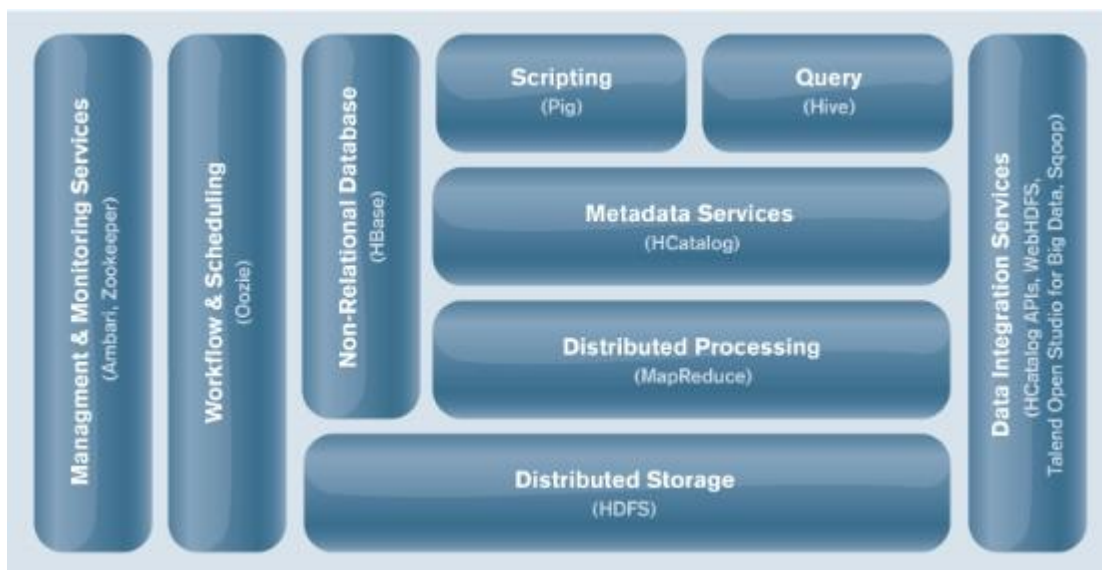 Managment & Monitoring Services
(Ambari, Zookeeper)
Workflow & Scheduling
(Oozie)
Non-Relational Database
(HBase)
Scripting
(Pig)
Query
(Hive)
Metadata Services
(HCatalog)
Distributed Processing
(MapReduce)
Distributed Storage
(HDFS)
Data Integration Services
(HCatalog APIs, WebHDFS,
Talend Open Studio for Big Data, Sqoop)